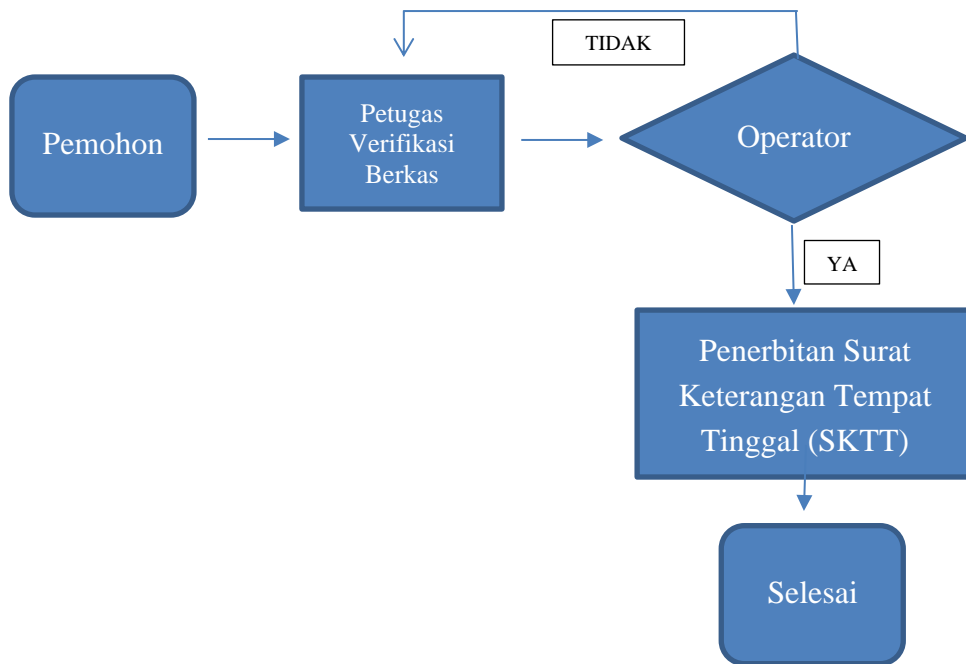 TIDAK
Pemohon
Petugas
Verifikasi
Berkas
Operator
YA
Penerbitan Surat
Keterangan Tempat
Tinggal (SKTT)
Selesai